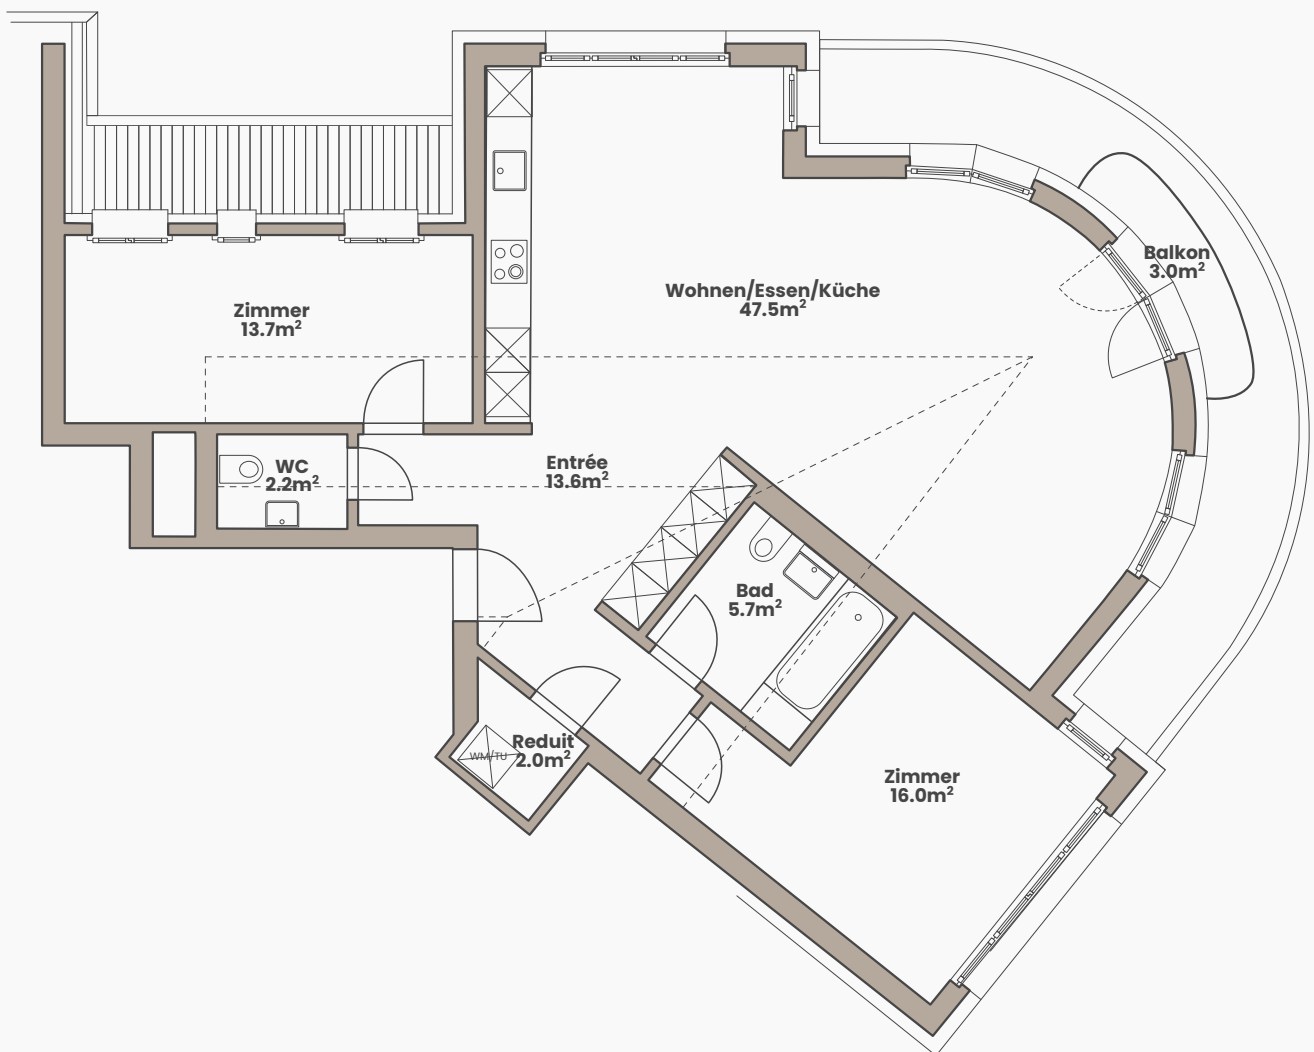 Balkon
3.0m²
Wohnen/Essen/Küche
47.5m²
Zimmer
13.7m²
WC
2.2m²
Entrée
13.6m²
Bad
5.7m²
Reduit
2.0m²
WM/TU
Zimmer
16.0m²